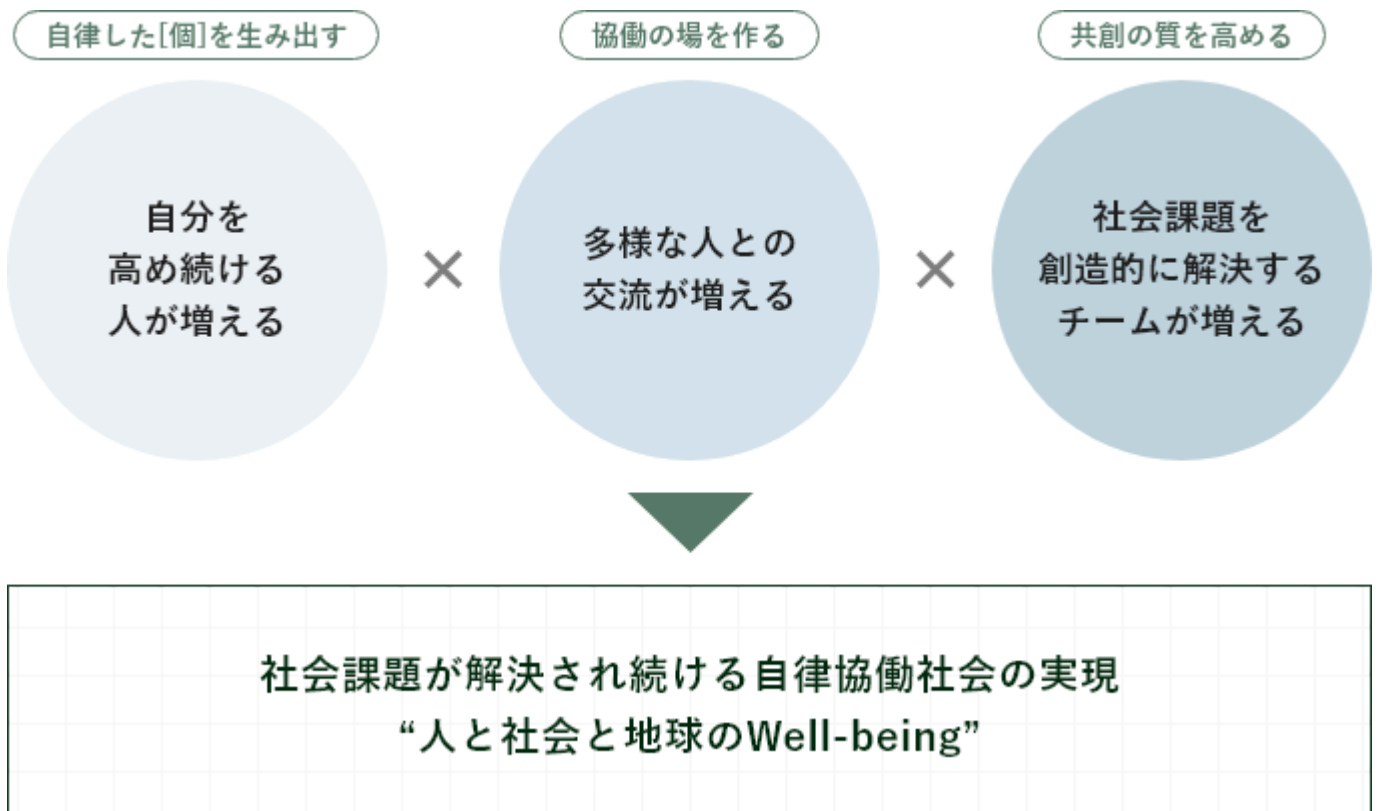 自律した[個]を生み出す
協働の場を作る
共創の質を高める
自分を
高め続ける
人が増える
×
多様な人との
交流が増える
×
社会課題を
創造的に解決する
チームが増える
社会課題が解決され続ける自律協働社会の実現
“人と社会と地球のWell-being”